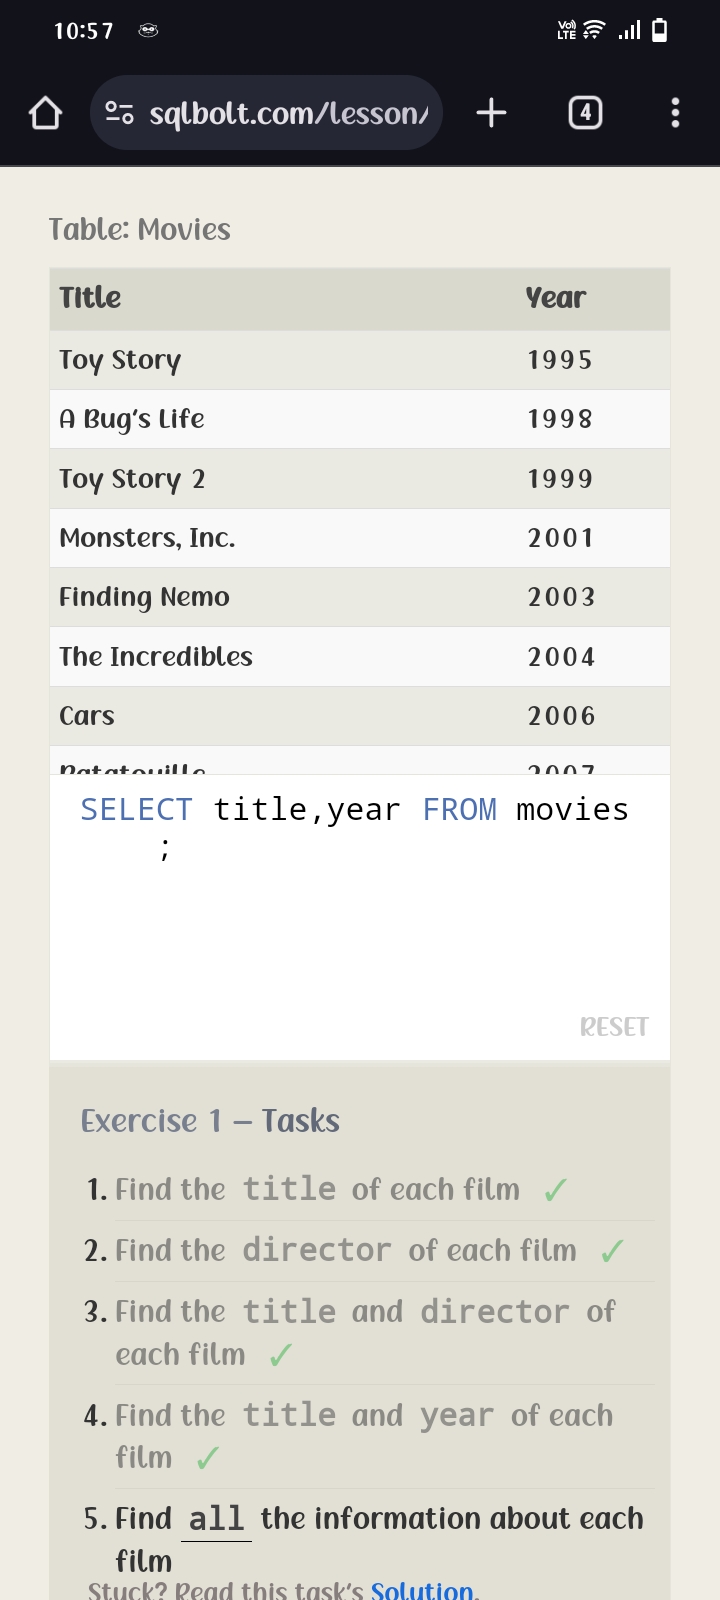 10:57
Vo) LTE
sqlbolt.com/lesson/
4
Table: Movies
Title Year
Toy Story 1995
A Bug's Life 1998
Toy Story 2 1999
Monsters, Inc. 2001
Finding Nemo 2003
The Incredibles 2004
Cars 2006
Ratatouille 2007
SELECT title,year FROM movies
;
RESET
Exercise 1 — Tasks
1. Find the title of each film ✓
2. Find the director of each film ✓
3. Find the title and director of
each film ✓
4. Find the title and year of each
film ✓
5. Find all the information about each
film
Stuck? Read this task's Solution.